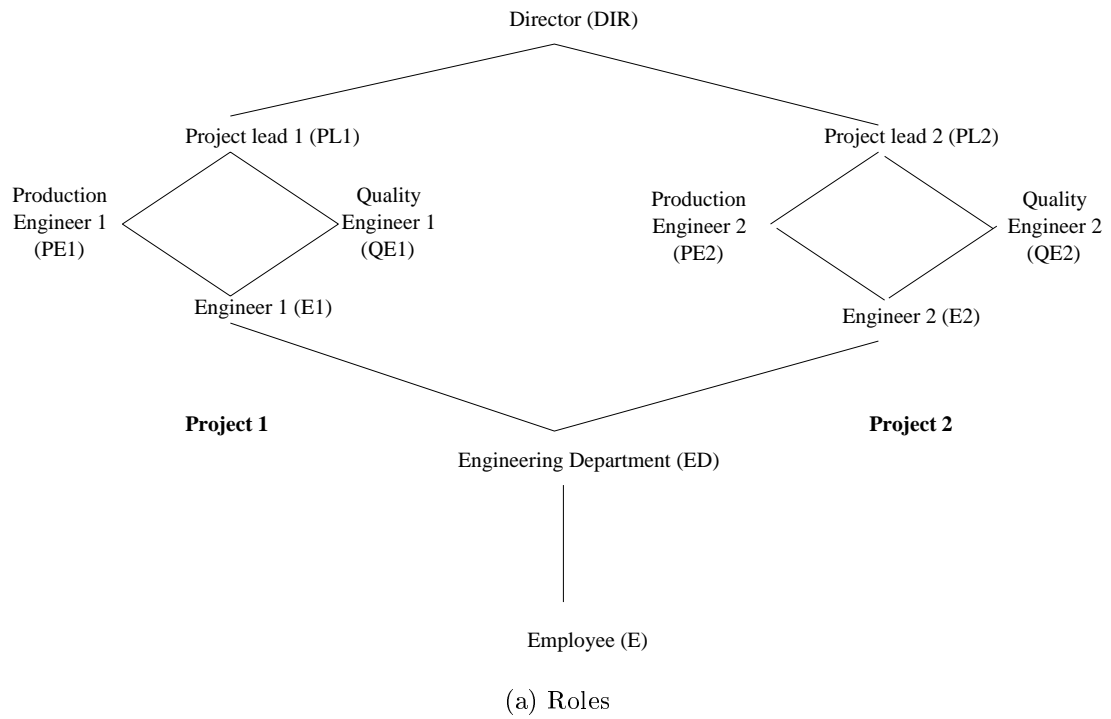 Director (DIR)
Project lead 1 (PL1)
Project lead 2 (PL2)
Production
Engineer 1
(PE1)
Quality
Engineer 1
(QE1)
Production
Engineer 2
(PE2)
Quality
Engineer 2
(QE2)
Engineer 1 (E1)
Engineer 2 (E2)
Project 1
Project 2
Engineering Department (ED)
Employee (E)
(a) Roles